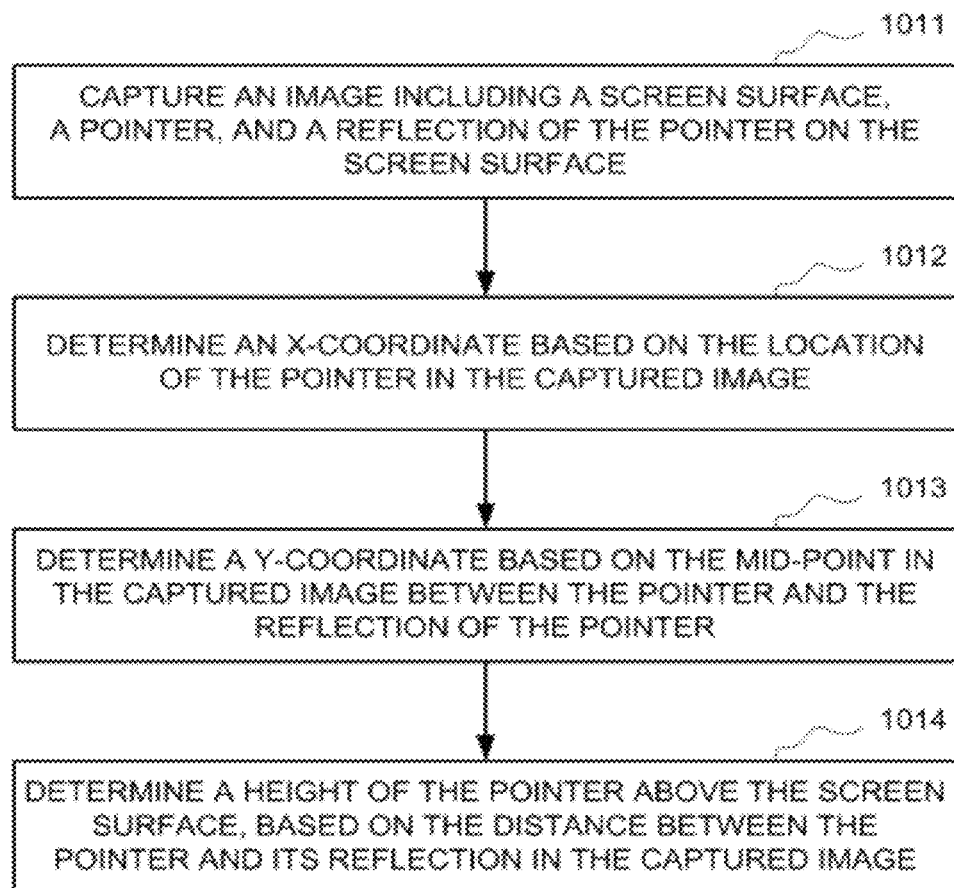 1011
CAPTURE AN IMAGE INCLUDING A SCREEN SURFACE,
A POINTER, AND A REFLECTION OF THE POINTER ON THE
SCREEN SURFACE
1012
DETERMINE AN X-COORDINATE BASED ON THE LOCATION
OF THE POINTER IN THE CAPTURED IMAGE
1013
DETERMINE A Y-COORDINATE BASED ON THE MID-POINT IN
THE CAPTURED IMAGE BETWEEN THE POINTER AND THE
REFLECTION OF THE POINTER
1014
DETERMINE A HEIGHT OF THE POINTER ABOVE THE SCREEN
SURFACE, BASED ON THE DISTANCE BETWEEN THE
POINTER AND ITS REFLECTION IN THE CAPTURED IMAGE